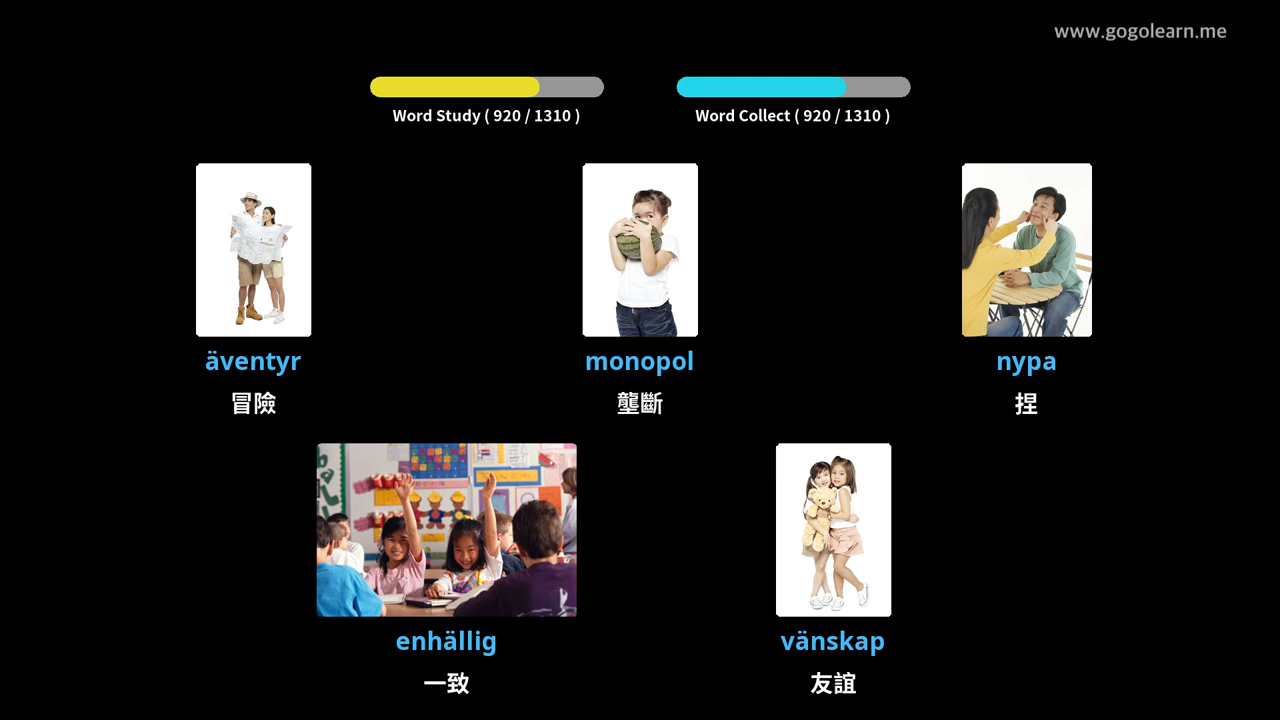 www.gogolearn.me
Word Study ( 920 / 1310 )
Word Collect ( 920 / 1310 )
äventyr
冒險
monopol
壟斷
nypa
捏
enhällig
一致
vänskap
友誼